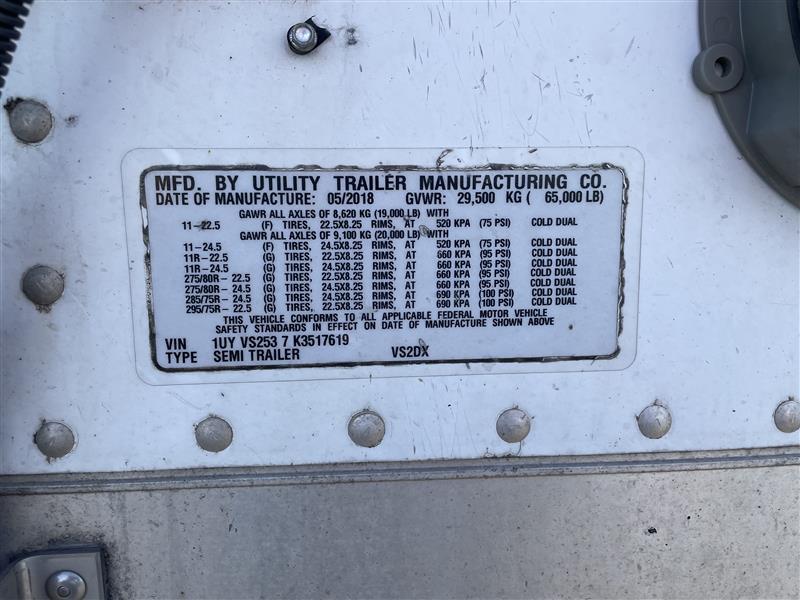 MFD. BY UTILITY TRAILER MANUFACTURING CO.
DATE OF MANUFACTURE: 05/2018 GVWR: 29,500 KG ( 65,000 LB)
GAWR ALL AXLES OF 8,620 KG (19,000 LB) WITH
11-22.5 (F) TIRES, 22.5X8.25 RIMS, AT 520 KPA (75 PSI) COLD DUAL
GAWR ALL AXLES OF 9,100 KG (20,000 LB) WITH
11-24.5 (F) TIRES, 24.5X8.25 RIMS, AT 520 KPA (75 PSI) COLD DUAL
11R-22.5 (G) TIRES, 22.5X8.25 RIMS, AT 660 KPA (95 PSI) COLD DUAL
11R-24.5 (G) TIRES, 24.5X8.25 RIMS, AT 660 KPA (95 PSI) COLD DUAL
275/80R- 22.5 (G) TIRES, 22.5X8.25 RIMS, AT 660 KPA (95 PSI) COLD DUAL
275/80R- 24.5 (G) TIRES, 24.5X8.25 RIMS, AT 660 KPA (95 PSI) COLD DUAL
285/75R- 24.5 (G) TIRES, 24.5X8.25 RIMS, AT 690 KPA (100 PSI) COLD DUAL
295/75R- 22.5 (G) TIRES, 22.5X8.25 RIMS, AT 690 KPA (100 PSI) COLD DUAL
THIS VEHICLE CONFORMS TO ALL APPLICABLE FEDERAL MOTOR VEHICLE
SAFETY STANDARDS IN EFFECT ON DATE OF MANUFACTURE SHOWN ABOVE
VIN 1UY VS253 7 K3517619
TYPE SEMI TRAILER VS2DX